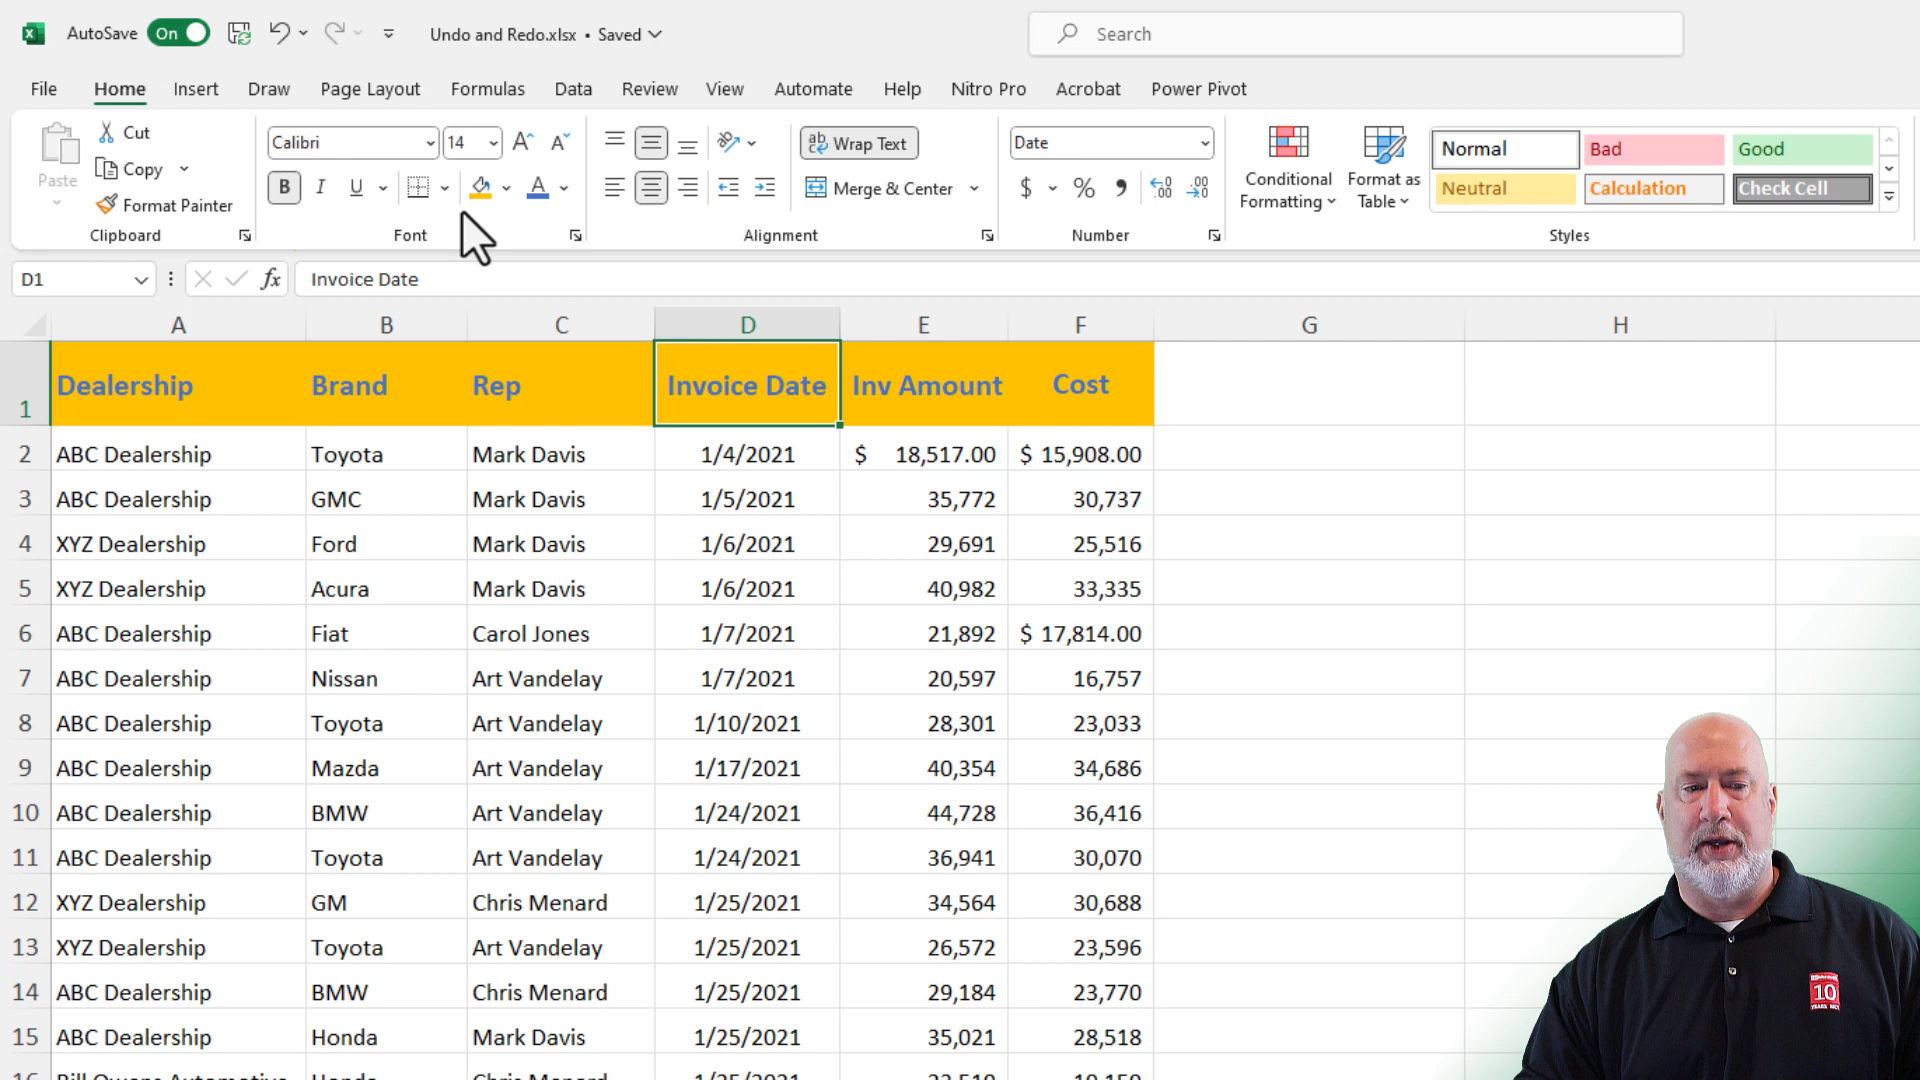 AutoSave On Undo and Redo.xlsx • Saved Search
File Home Insert Draw Page Layout Formulas Data Review View Automate Help Nitro Pro Acrobat Power Pivot
Paste Cut Copy Format Painter
Clipboard
Calibri 14
B I U A
Font
ab Wrap Text
Merge & Center
Alignment
Date
$ % 9 .00
Number
Conditional Formatting
Format as Table
Normal Bad Good
Neutral Calculation Check Cell
Styles
D1 fx Invoice Date
A B C D E F G H
1 Dealership Brand Rep Invoice Date Inv Amount Cost
2 ABC Dealership Toyota Mark Davis 1/4/2021 $ 18,517.00 $ 15,908.00
3 ABC Dealership GMC Mark Davis 1/5/2021 35,772 30,737
4 XYZ Dealership Ford Mark Davis 1/6/2021 29,691 25,516
5 XYZ Dealership Acura Mark Davis 1/6/2021 40,982 33,335
6 ABC Dealership Fiat Carol Jones 1/7/2021 21,892 $ 17,814.00
7 ABC Dealership Nissan Art Vandelay 1/7/2021 20,597 16,757
8 ABC Dealership Toyota Art Vandelay 1/10/2021 28,301 23,033
9 ABC Dealership Mazda Art Vandelay 1/17/2021 40,354 34,686
10 ABC Dealership BMW Art Vandelay 1/24/2021 44,728 36,416
11 ABC Dealership Toyota Art Vandelay 1/24/2021 36,941 30,070
12 XYZ Dealership GM Chris Menard 1/25/2021 34,564 30,688
13 XYZ Dealership Toyota Art Vandelay 1/25/2021 26,572 23,596
14 ABC Dealership BMW Chris Menard 1/25/2021 29,184 23,770
15 ABC Dealership Honda Mark Davis 1/25/2021 35,021 28,518
10